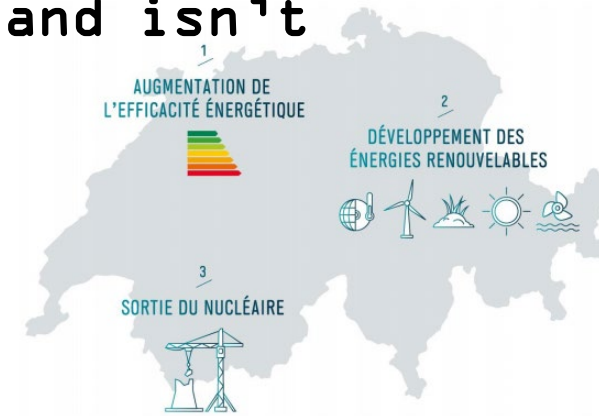 and isn't
1
AUGMENTATION DE
L'EFFICACITÉ ÉNERGÉTIQUE
2
DÉVELOPPEMENT DES
ÉNERGIES RENOUVELABLES
3
SORTIE DU NUCLÉAIRE